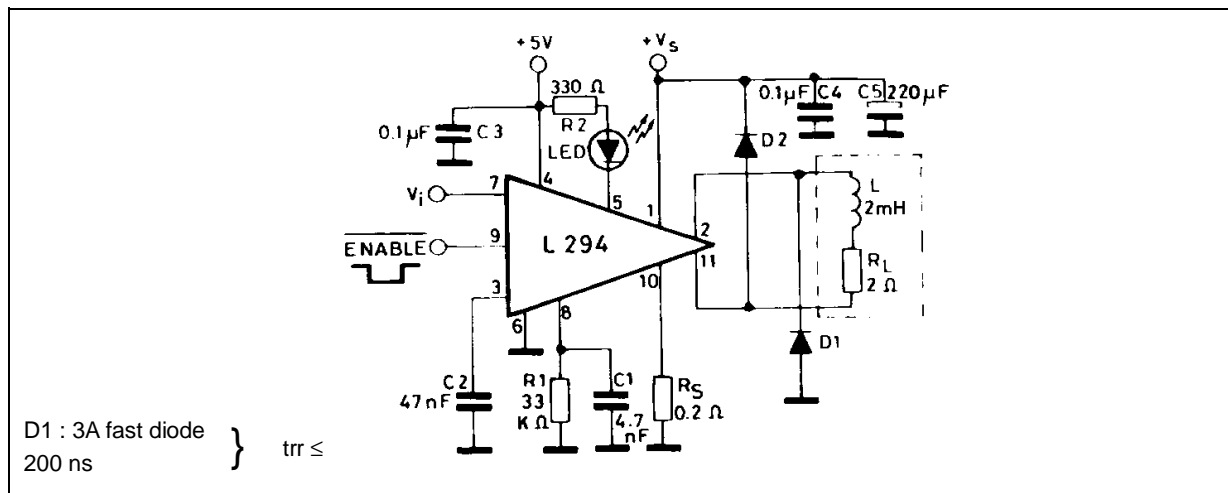 +5V
+Vs
330 Ω
R2
0.1µF
C3
LED
0.1µF C4
C5 220µF
D2
4
5
1
Vi
7
ENABLE
9
3
L 294
2
11
10
6
8
L
2mH
RL
2 Ω
D1
C2
47nF
R1
33
KΩ
C1
4.7
nF
RS
0.2 Ω
D1 : 3A fast diode
200 ns
} trr ≤